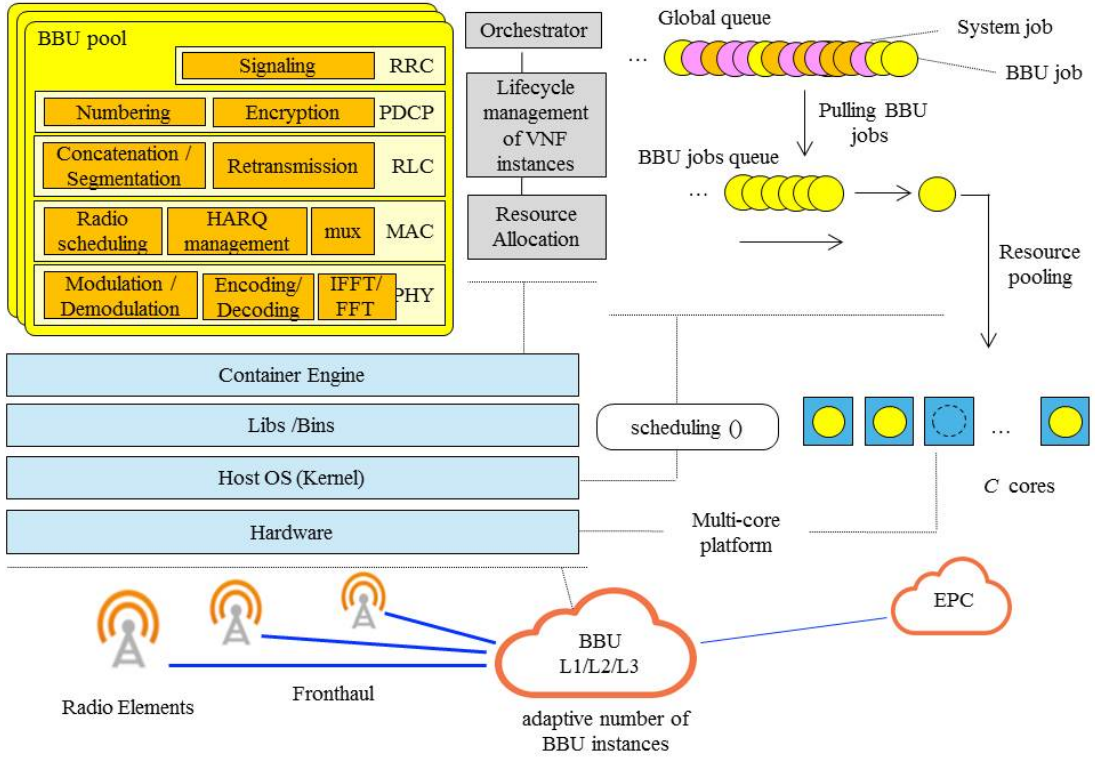 BBU pool
Signaling
RRC
Numbering
Encryption
PDCP
Concatenation /
Segmentation
Retransmission
RLC
Radio
scheduling
HARQ
management
mux
MAC
Modulation /
Demodulation
Encoding/
Decoding
IFFT/
FFT
PHY
Orchestrator
Lifecycle
management
of VNF
instances
Resource
Allocation
Global queue
System job
BBU job
...
Pulling BBU
jobs
BBU jobs queue
...
Resource
pooling
Container Engine
Libs /Bins
Host OS (Kernel)
Hardware
scheduling ()
...
C cores
Multi-core
platform
Radio Elements
Fronthaul
BBU
L1/L2/L3
EPC
adaptive number of
BBU instances